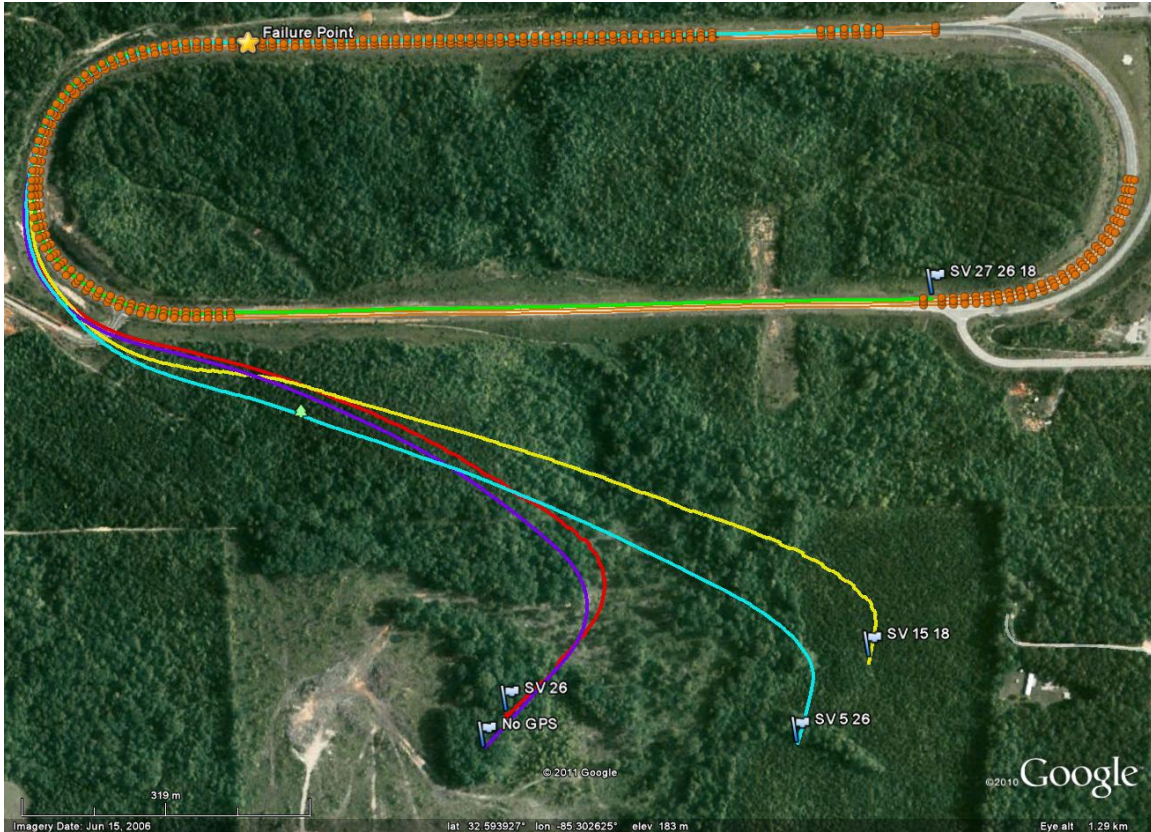 Failure Point
SV 27 26 18
SV 15 18
SV 26
SV 5 26
No GPS
© 2011 Google
©2010 Google
319 m
Imagery Date: Jun 15, 2006
lat 32.593927° lon -85.302625° elev 183 m
Eye alt 1.29 km